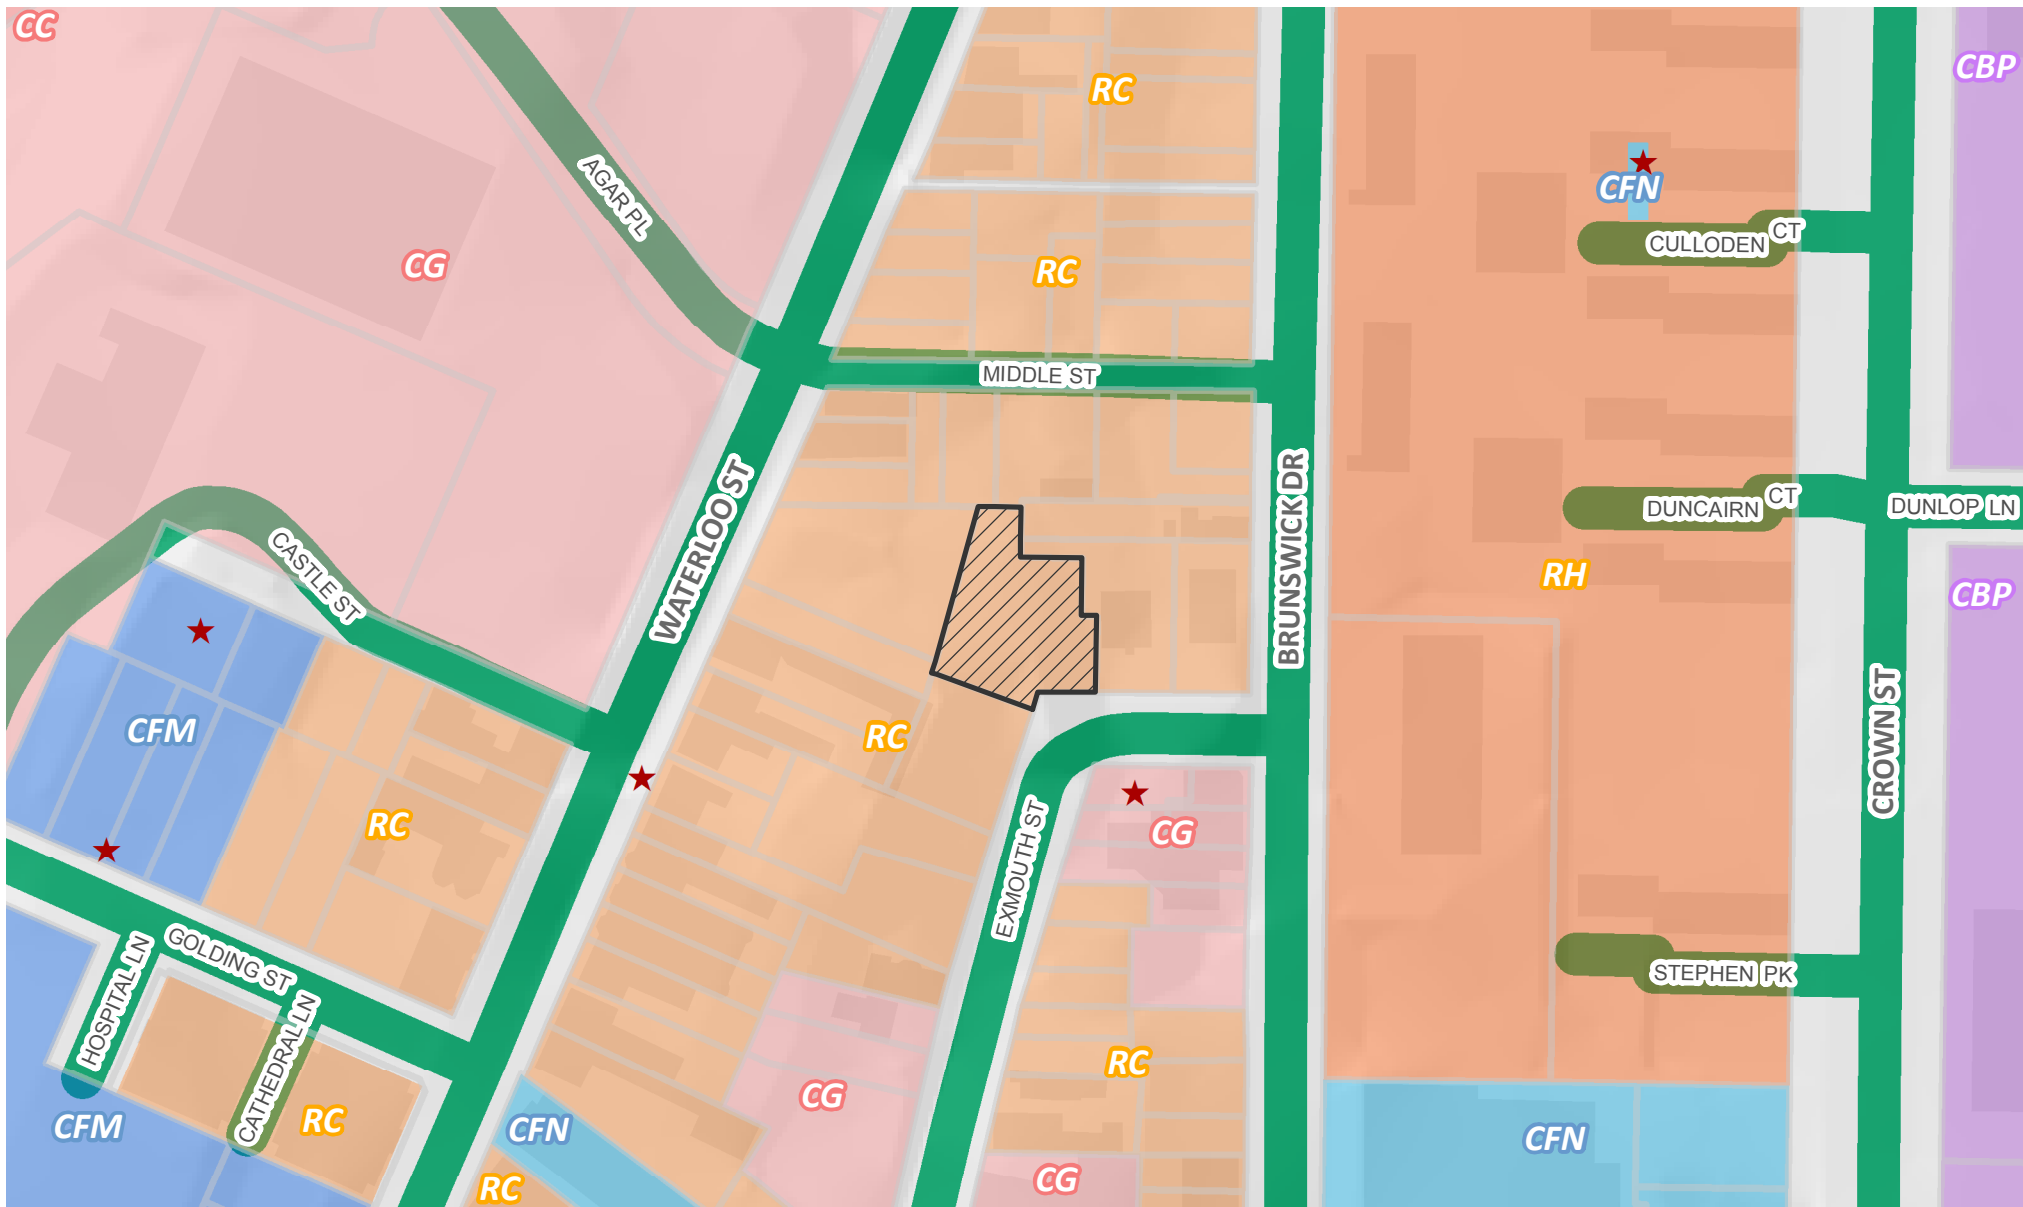 CC
CBP
RC
CFN
AGAR PL
CULLODEN CT
CG
RC
MIDDLE ST
WATERLOO ST
BRUNSWICK DR
DUNCAIRN CT
DUNLOP LN
CASTLE ST
RH
CBP
CFM
RC
CROWN ST
RC
CG
EXMOUTH ST
GOLDING ST
STEPHEN PK
HOSPITAL LN
CATHEDRAL LN
RC
CG
CFM
RC
CFN
CFN
RC
CG